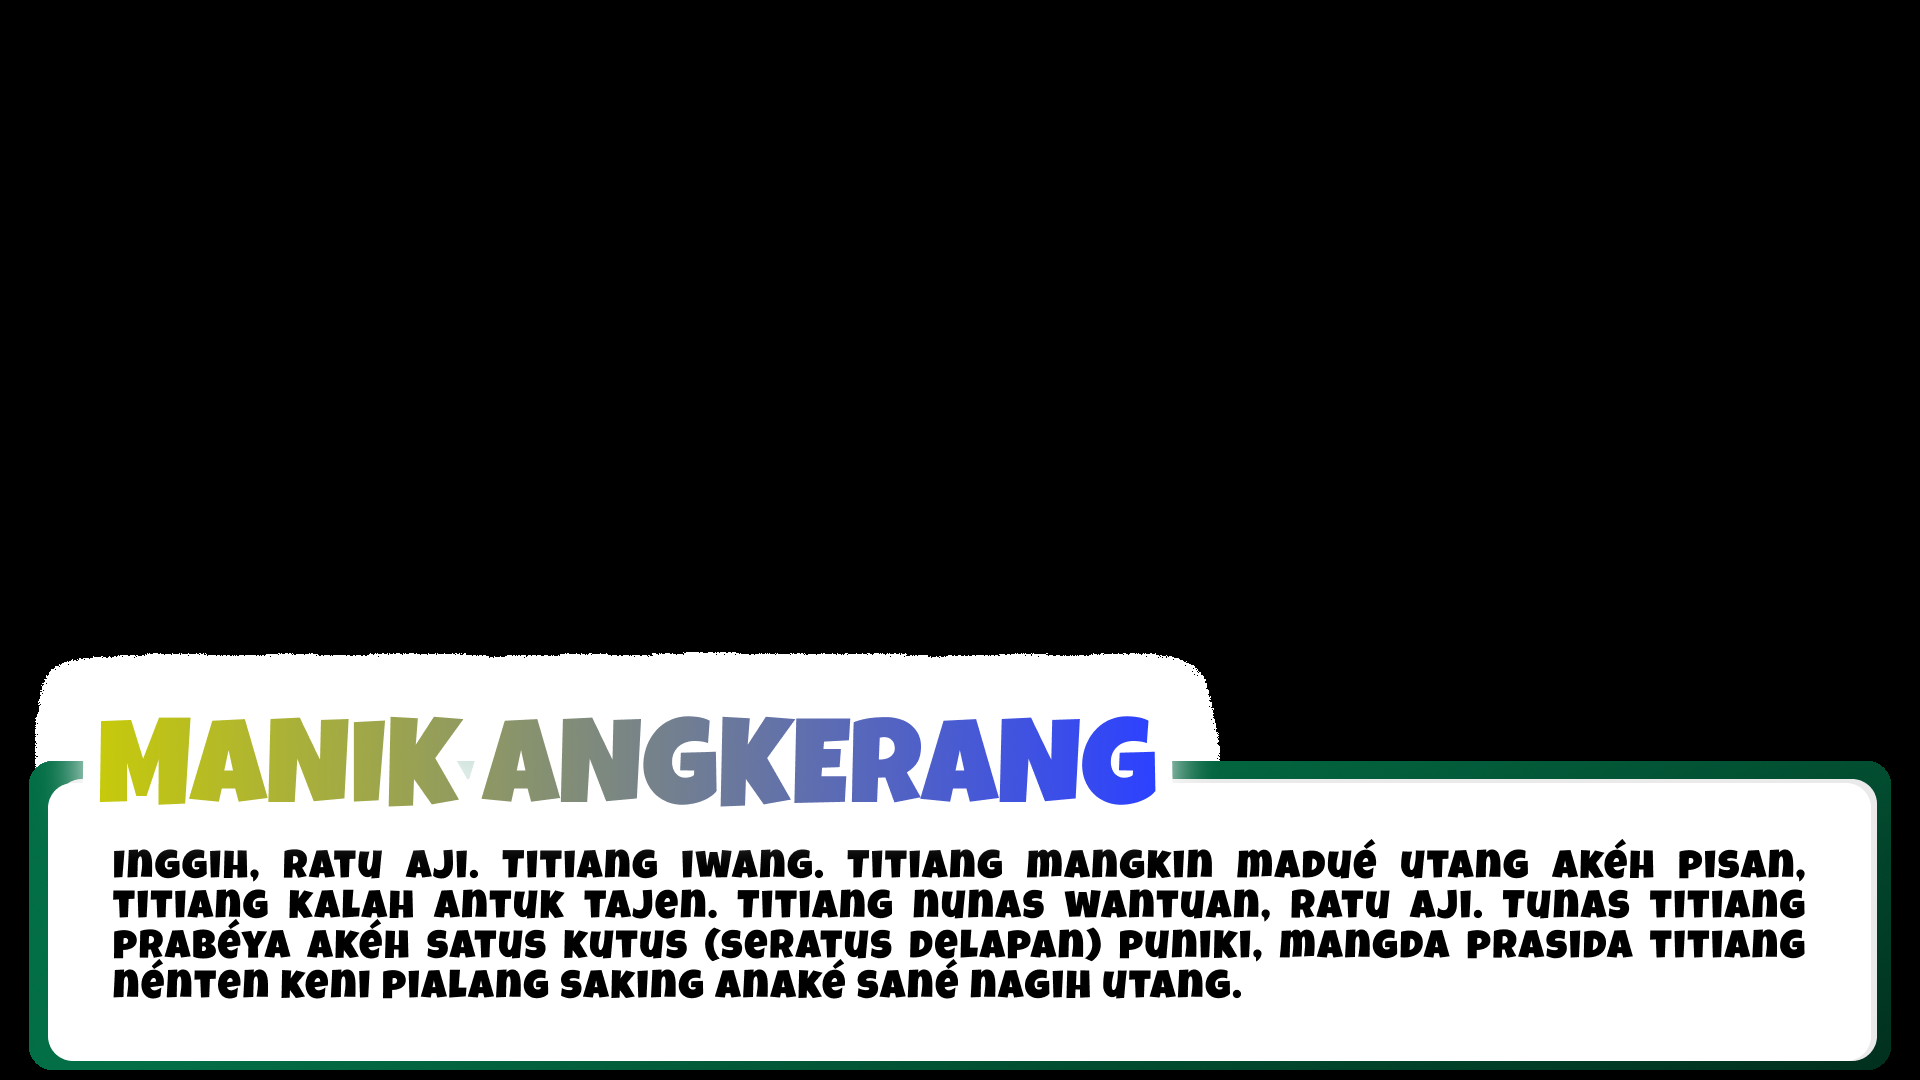 MANIK ANGKERANG
Inggih, Ratu Aji. Titiang iwang. Titiang mangkin madué utang akéh pisan,
titiang kalah antuk tajen. Titiang nunas wantuan, Ratu Aji. Tunas titiang
prabéya akéh satus kutus (seratus delapan) puniki, mangda prasida titiang
nénten keni pialang saking anaké sané nagih utang.